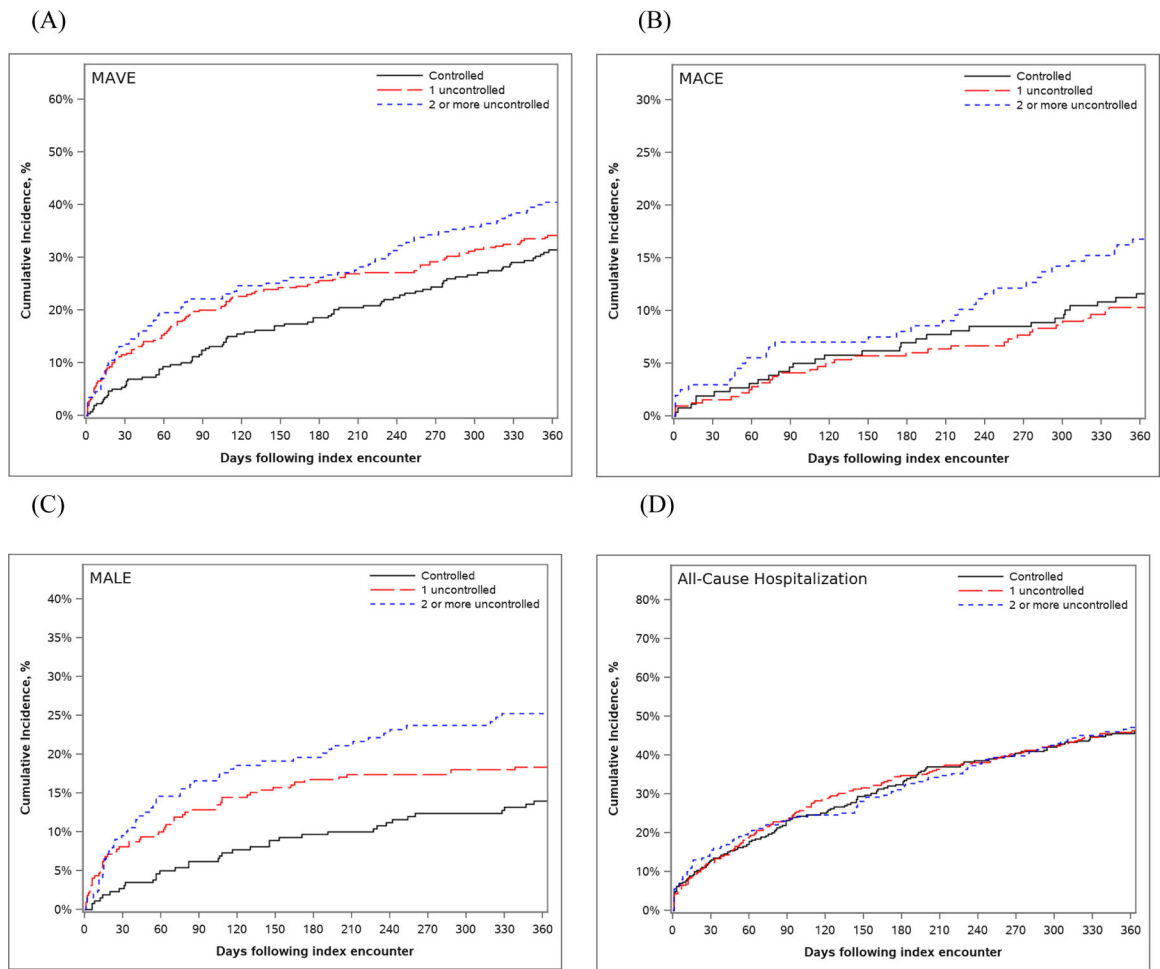 (A)
MAVE
Controlled
1 uncontrolled
2 or more uncontrolled
60%
50%
40%
30%
20%
10%
0%
Cumulative Incidence, %
0 30 60 90 120 150 180 210 240 270 300 330 360
Days following index encounter
(B)
MACE
Controlled
1 uncontrolled
2 or more uncontrolled
30%
25%
20%
15%
10%
5%
0%
Cumulative Incidence, %
0 30 60 90 120 150 180 210 240 270 300 330 360
Days following index encounter
(C)
MALE
Controlled
1 uncontrolled
2 or more uncontrolled
40%
35%
30%
25%
20%
15%
10%
5%
0%
Cumulative Incidence, %
0 30 60 90 120 150 180 210 240 270 300 330 360
Days following index encounter
(D)
All-Cause Hospitalization
Controlled
1 uncontrolled
2 or more uncontrolled
80%
70%
60%
50%
40%
30%
20%
10%
0%
Cumulative Incidence, %
0 30 60 90 120 150 180 210 240 270 300 330 360
Days following index encounter